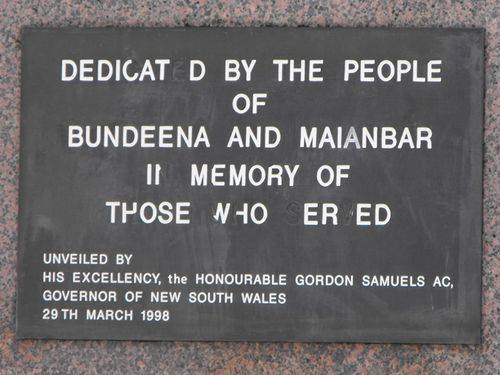 DEDICATED BY THE PEOPLE
OF
BUNDEENA AND MAIANBAR
IN MEMORY OF
THOSE WHO SERVED
UNVEILED BY
HIS EXCELLENCY, the HONOURABLE GORDON SAMUELS AC,
GOVERNOR OF NEW SOUTH WALES
29TH MARCH 1998